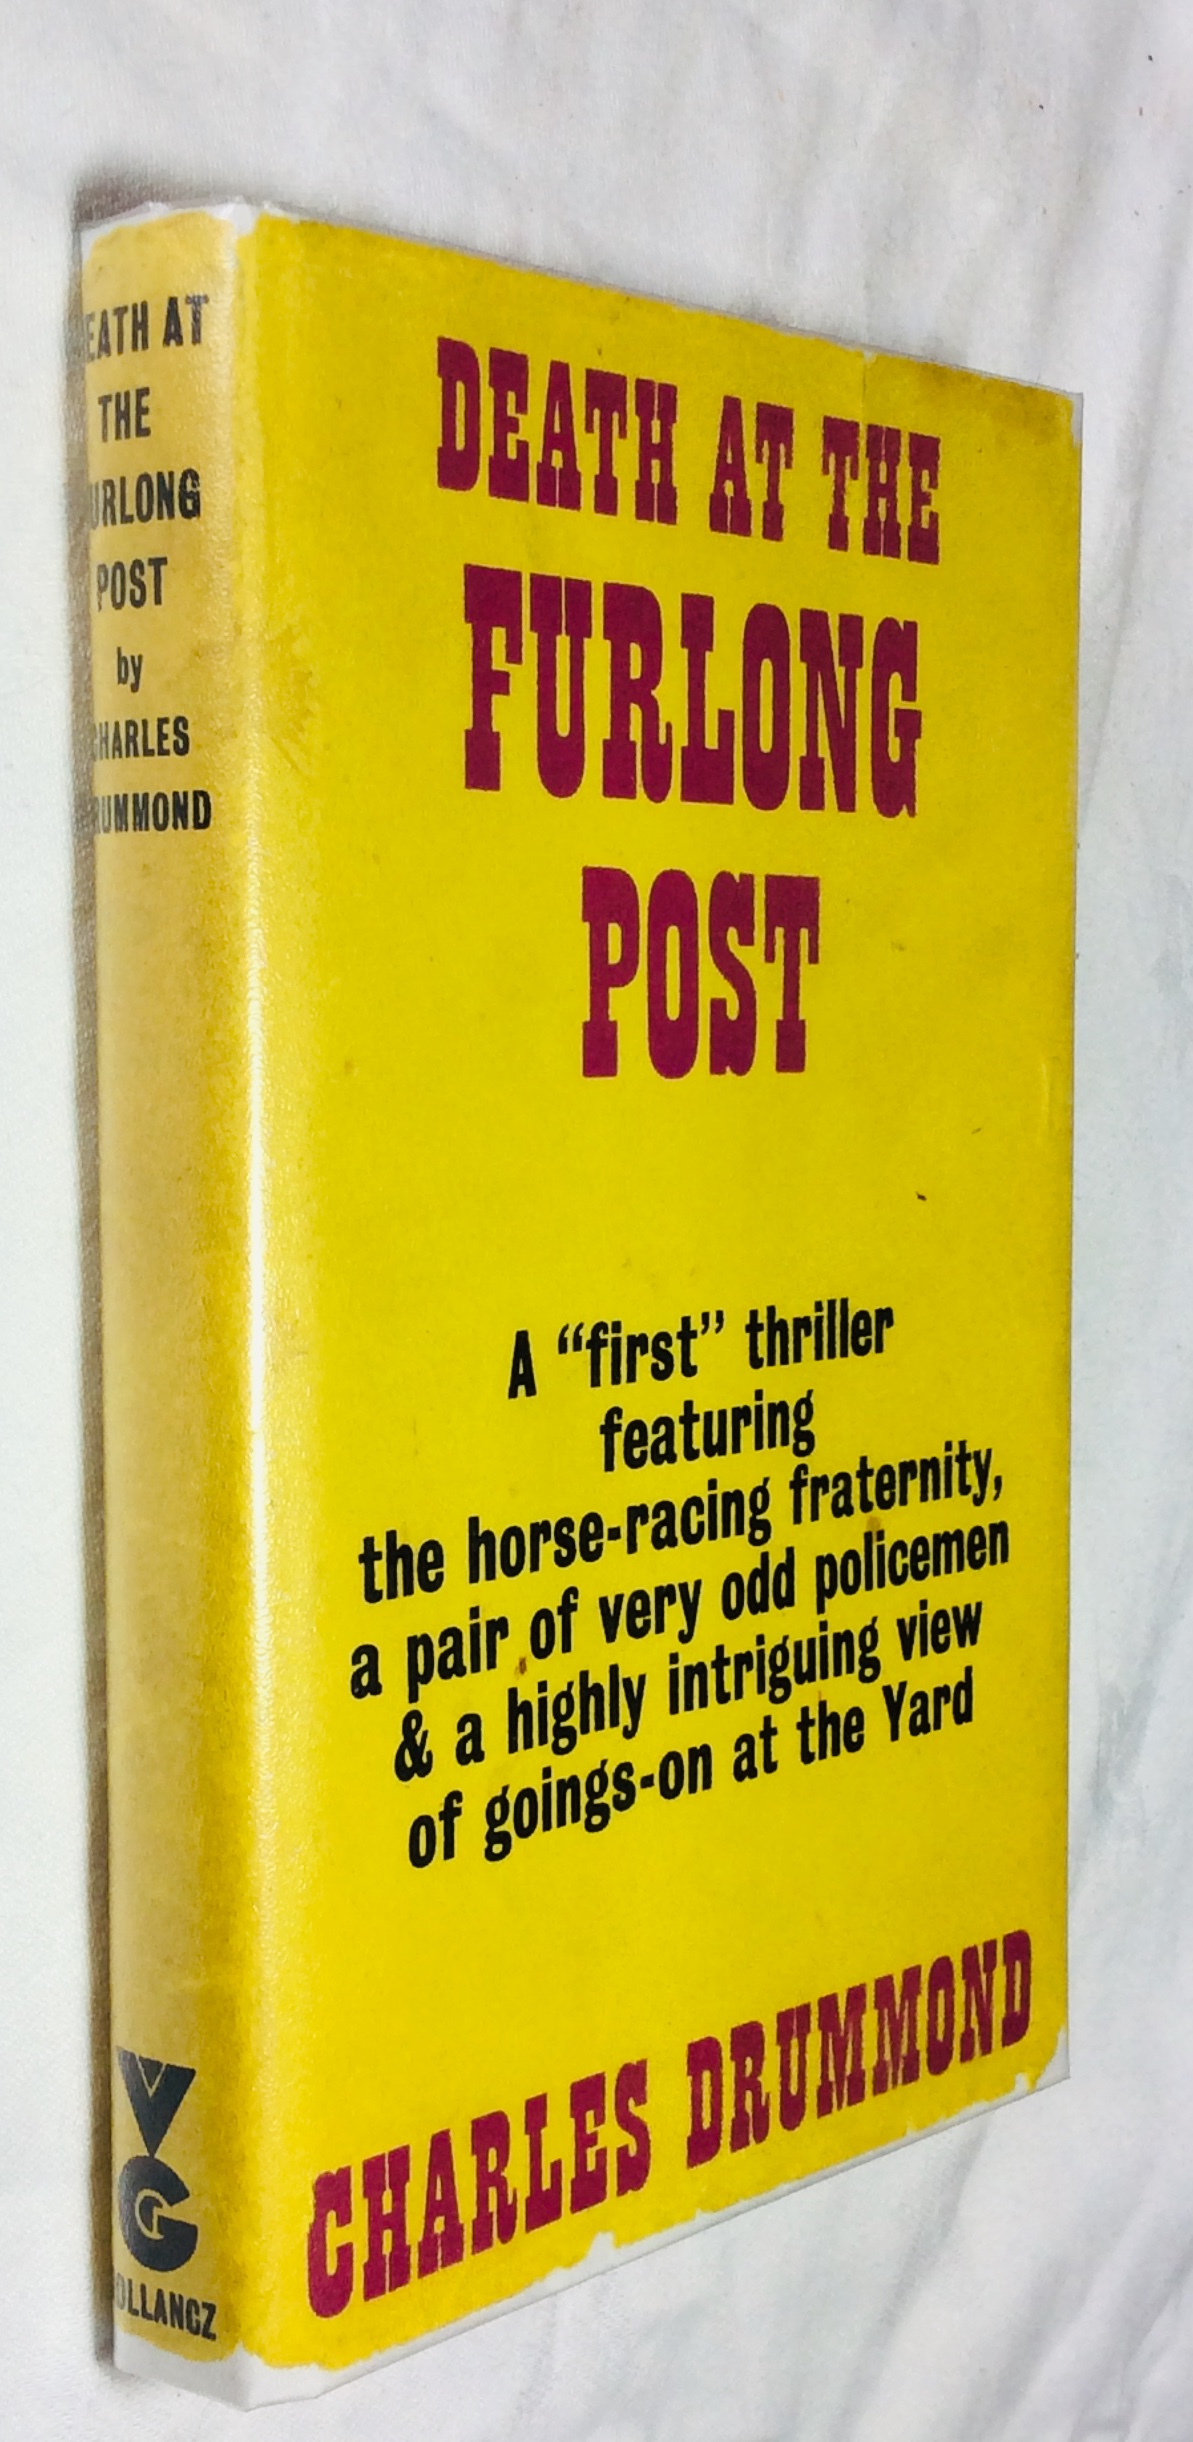 EATH AT
THE
URLONG
POST
by
HARLES
RUMMOND
VG
OLLANCZ
DEATH AT THE
FURLONG
POST
A “first” thriller
featuring
the horse-racing fraternity,
a pair of very odd policemen
& a highly intriguing view
of goings-on at the Yard
CHARLES DRUMMOND